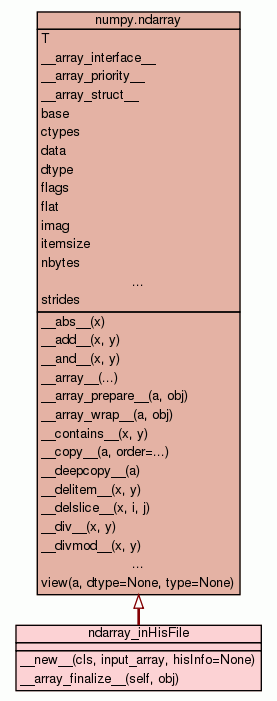 numpy.ndarray
T
__array_interface__
__array_priority__
__array_struct__
base
ctypes
data
dtype
flags
flat
imag
itemsize
nbytes
...
strides
__abs__(x)
__add__(x, y)
__and__(x, y)
__array__(...)
__array_prepare__(a, obj)
__array_wrap__(a, obj)
__contains__(x, y)
__copy__(a, order=...)
__deepcopy__(a)
__delitem__(x, y)
__delslice__(x, i, j)
__div__(x, y)
__divmod__(x, y)
...
view(a, dtype=None, type=None)
ndarray_inHisFile
__new__(cls, input_array, hisInfo=None)
__array_finalize__(self, obj)